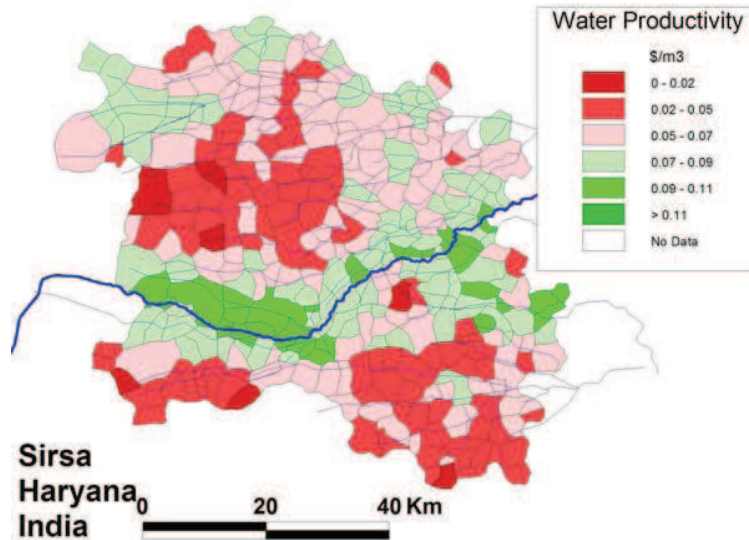 Water Productivity
$/m3
0 - 0.02
0.02 - 0.05
0.05 - 0.07
0.07 - 0.09
0.09 - 0.11
> 0.11
No Data
Sirsa
Haryana
India
0 20 40 Km